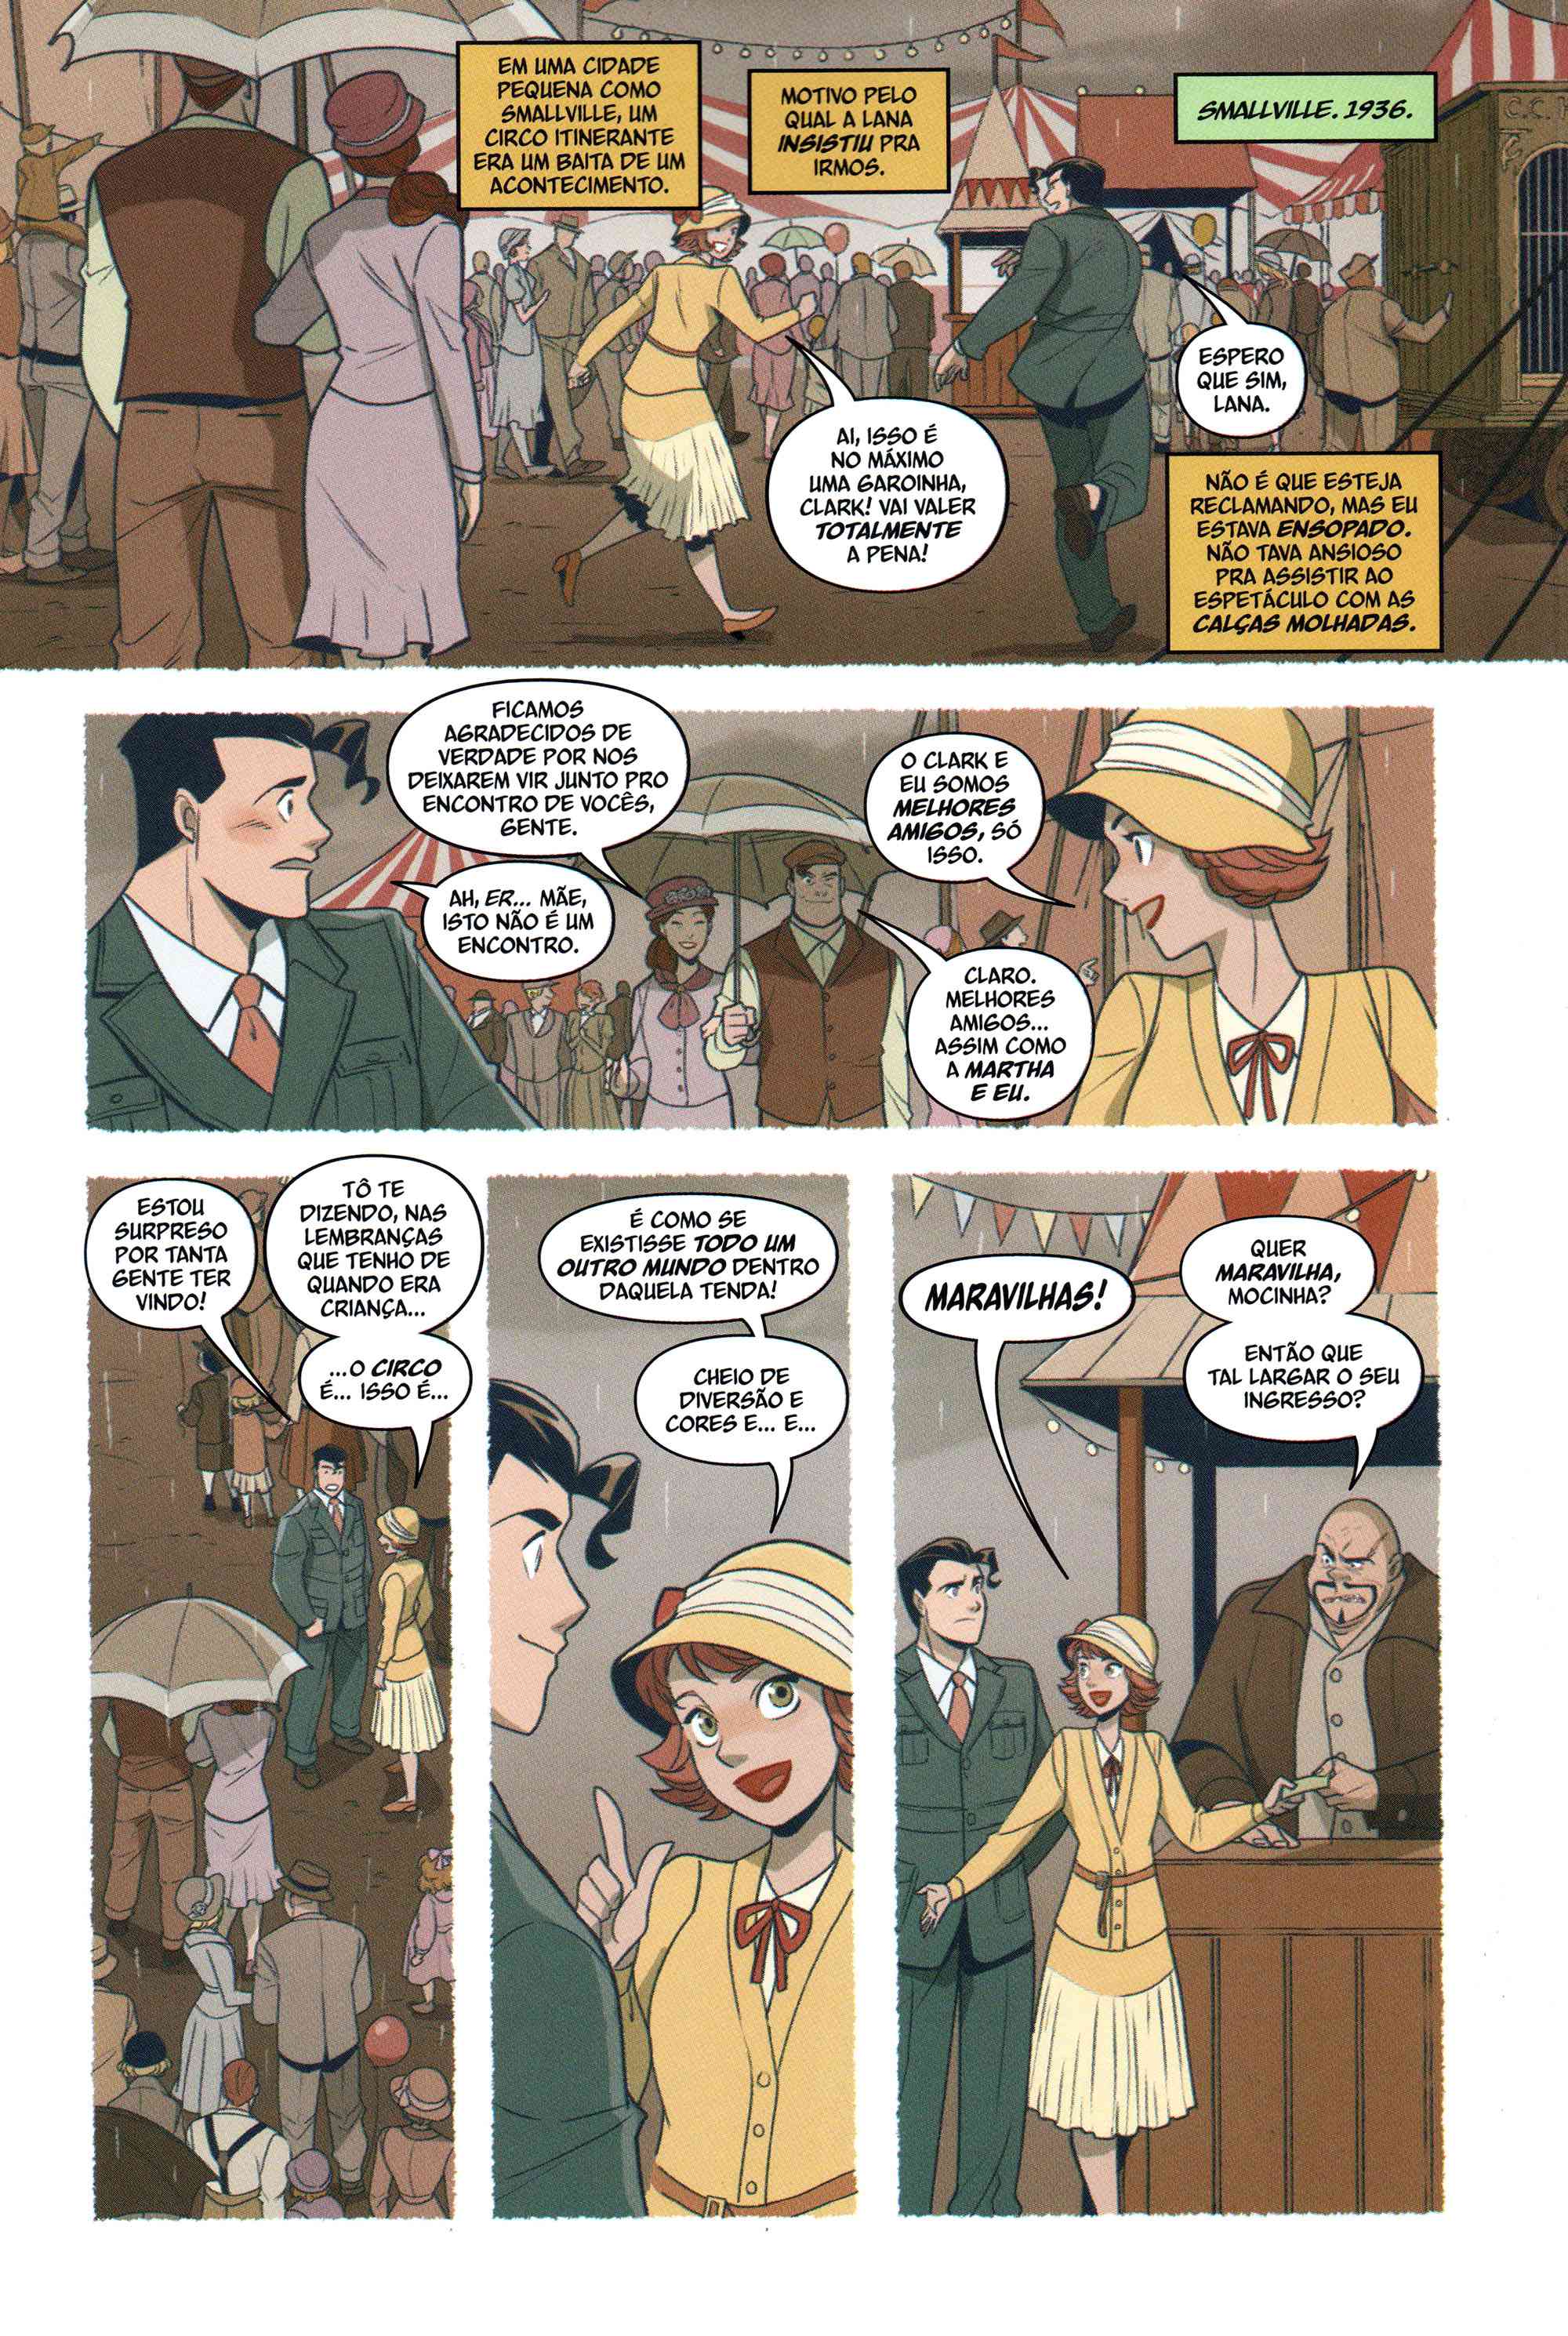 EM UMA CIDADE
PEQUENA COMO
SMALLVILLE, UM
CIRCO ITINERANTE
ERA UM BAITA DE UM
ACONTECIMENTO.
MOTIVO PELO
QUAL A LANA
INSISTIU PRA
IRMOS.
SMALLVILLE. 1936.
C.C.
AI, ISSO É
NO MÁXIMO
UMA GAROINHA,
CLARK! VAI VALER
TOTALMENTE
A PENA!
ESPERO
QUE SIM,
LANA.
NÃO É QUE ESTEJA
RECLAMANDO, MAS EU
ESTAVA ENSOPADO.
NÃO TAVA ANSIOSO
PRA ASSISTIR AO
ESPETÁCULO COM AS
CALÇAS MOLHADAS.
FICAMOS
AGRADECIDOS DE
VERDADE POR NOS
DEIXAREM VIR JUNTO PRO
ENCONTRO DE VOCÊS,
GENTE.
AH, ER... MÃE,
ISTO NÃO É UM
ENCONTRO.
O CLARK E
EU SOMOS
MELHORES
AMIGOS, SÓ
ISSO.
CLARO.
MELHORES
AMIGOS...
ASSIM COMO
A MARTHA
E EU.
ESTOU
SURPRESO
POR TANTA
GENTE TER
VINDO!
TÔ TE
DIZENDO, NAS
LEMBRANÇAS
QUE TENHO DE
QUANDO ERA
CRIANÇA...
...O CIRCO
É... ISSO É...
É COMO SE
EXISTISSE TODO UM
OUTRO MUNDO DENTRO
DAQUELA TENDA!
CHEIO DE
DIVERSÃO E
CORES E... E...
MARAVILHAS!
QUER
MARAVILHA,
MOCINHA?
ENTÃO QUE
TAL LARGAR O SEU
INGRESSO?